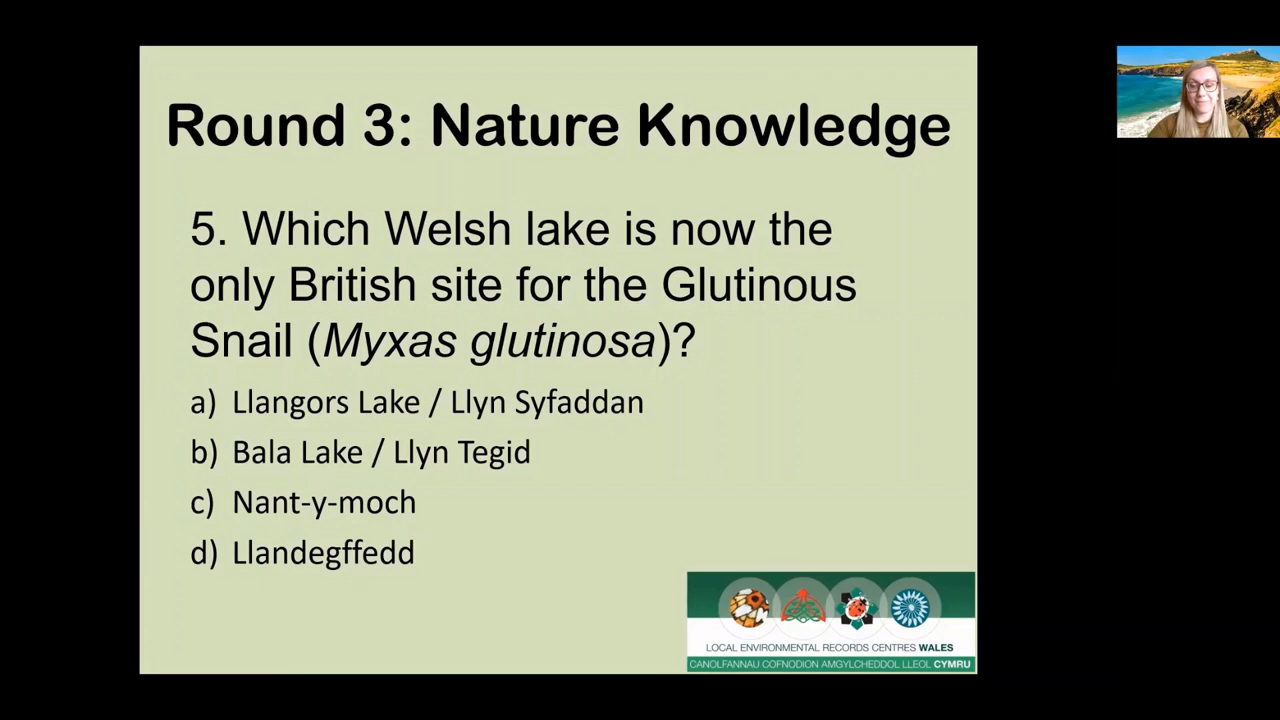 Round 3: Nature Knowledge
5. Which Welsh lake is now the
only British site for the Glutinous
Snail (Myxas glutinosa)?
a) Llangors Lake / Llyn Syfaddan
b) Bala Lake / Llyn Tegid
c) Nant-y-moch
d) Llandegffedd
LOCAL ENVIRONMENTAL RECORDS CENTRES WALES
CANOLFANNAU COFNODION AMGYLCHEDDOL LLEOL CYMRU